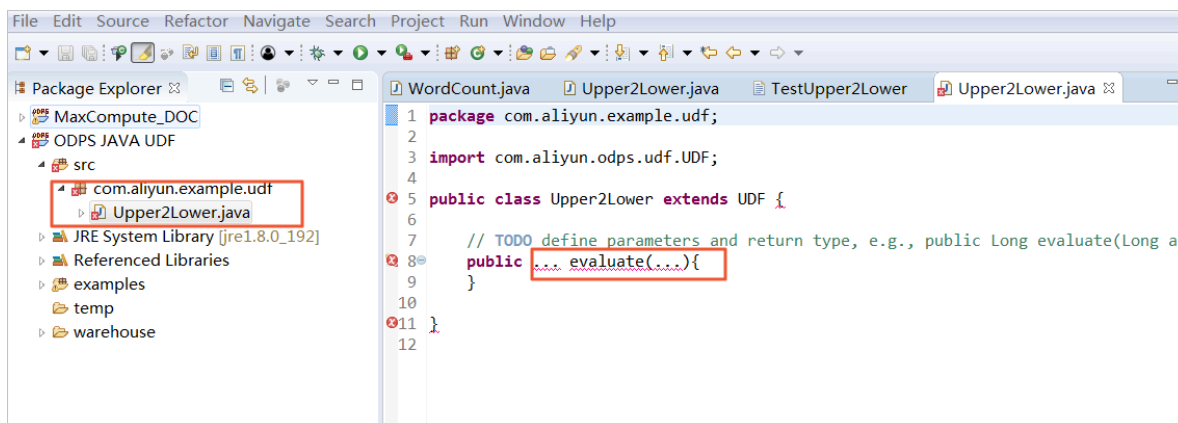 File Edit Source Refactor Navigate Search Project Run Window Help
Package Explorer
WordCount.java Upper2Lower.java TestUpper2Lower Upper2Lower.java
MaxCompute_DOC
ODPS JAVA UDF
src
com.aliyun.example.udf
Upper2Lower.java
JRE System Library [jre1.8.0_192]
Referenced Libraries
examples
temp
warehouse
1 package com.aliyun.example.udf;
2
3 import com.aliyun.odps.udf.UDF;
4
5 public class Upper2Lower extends UDF {
6
7 // TODO define parameters and return type, e.g., public Long evaluate(Long a
8 public ... evaluate(...){
9 }
10
11 }
12